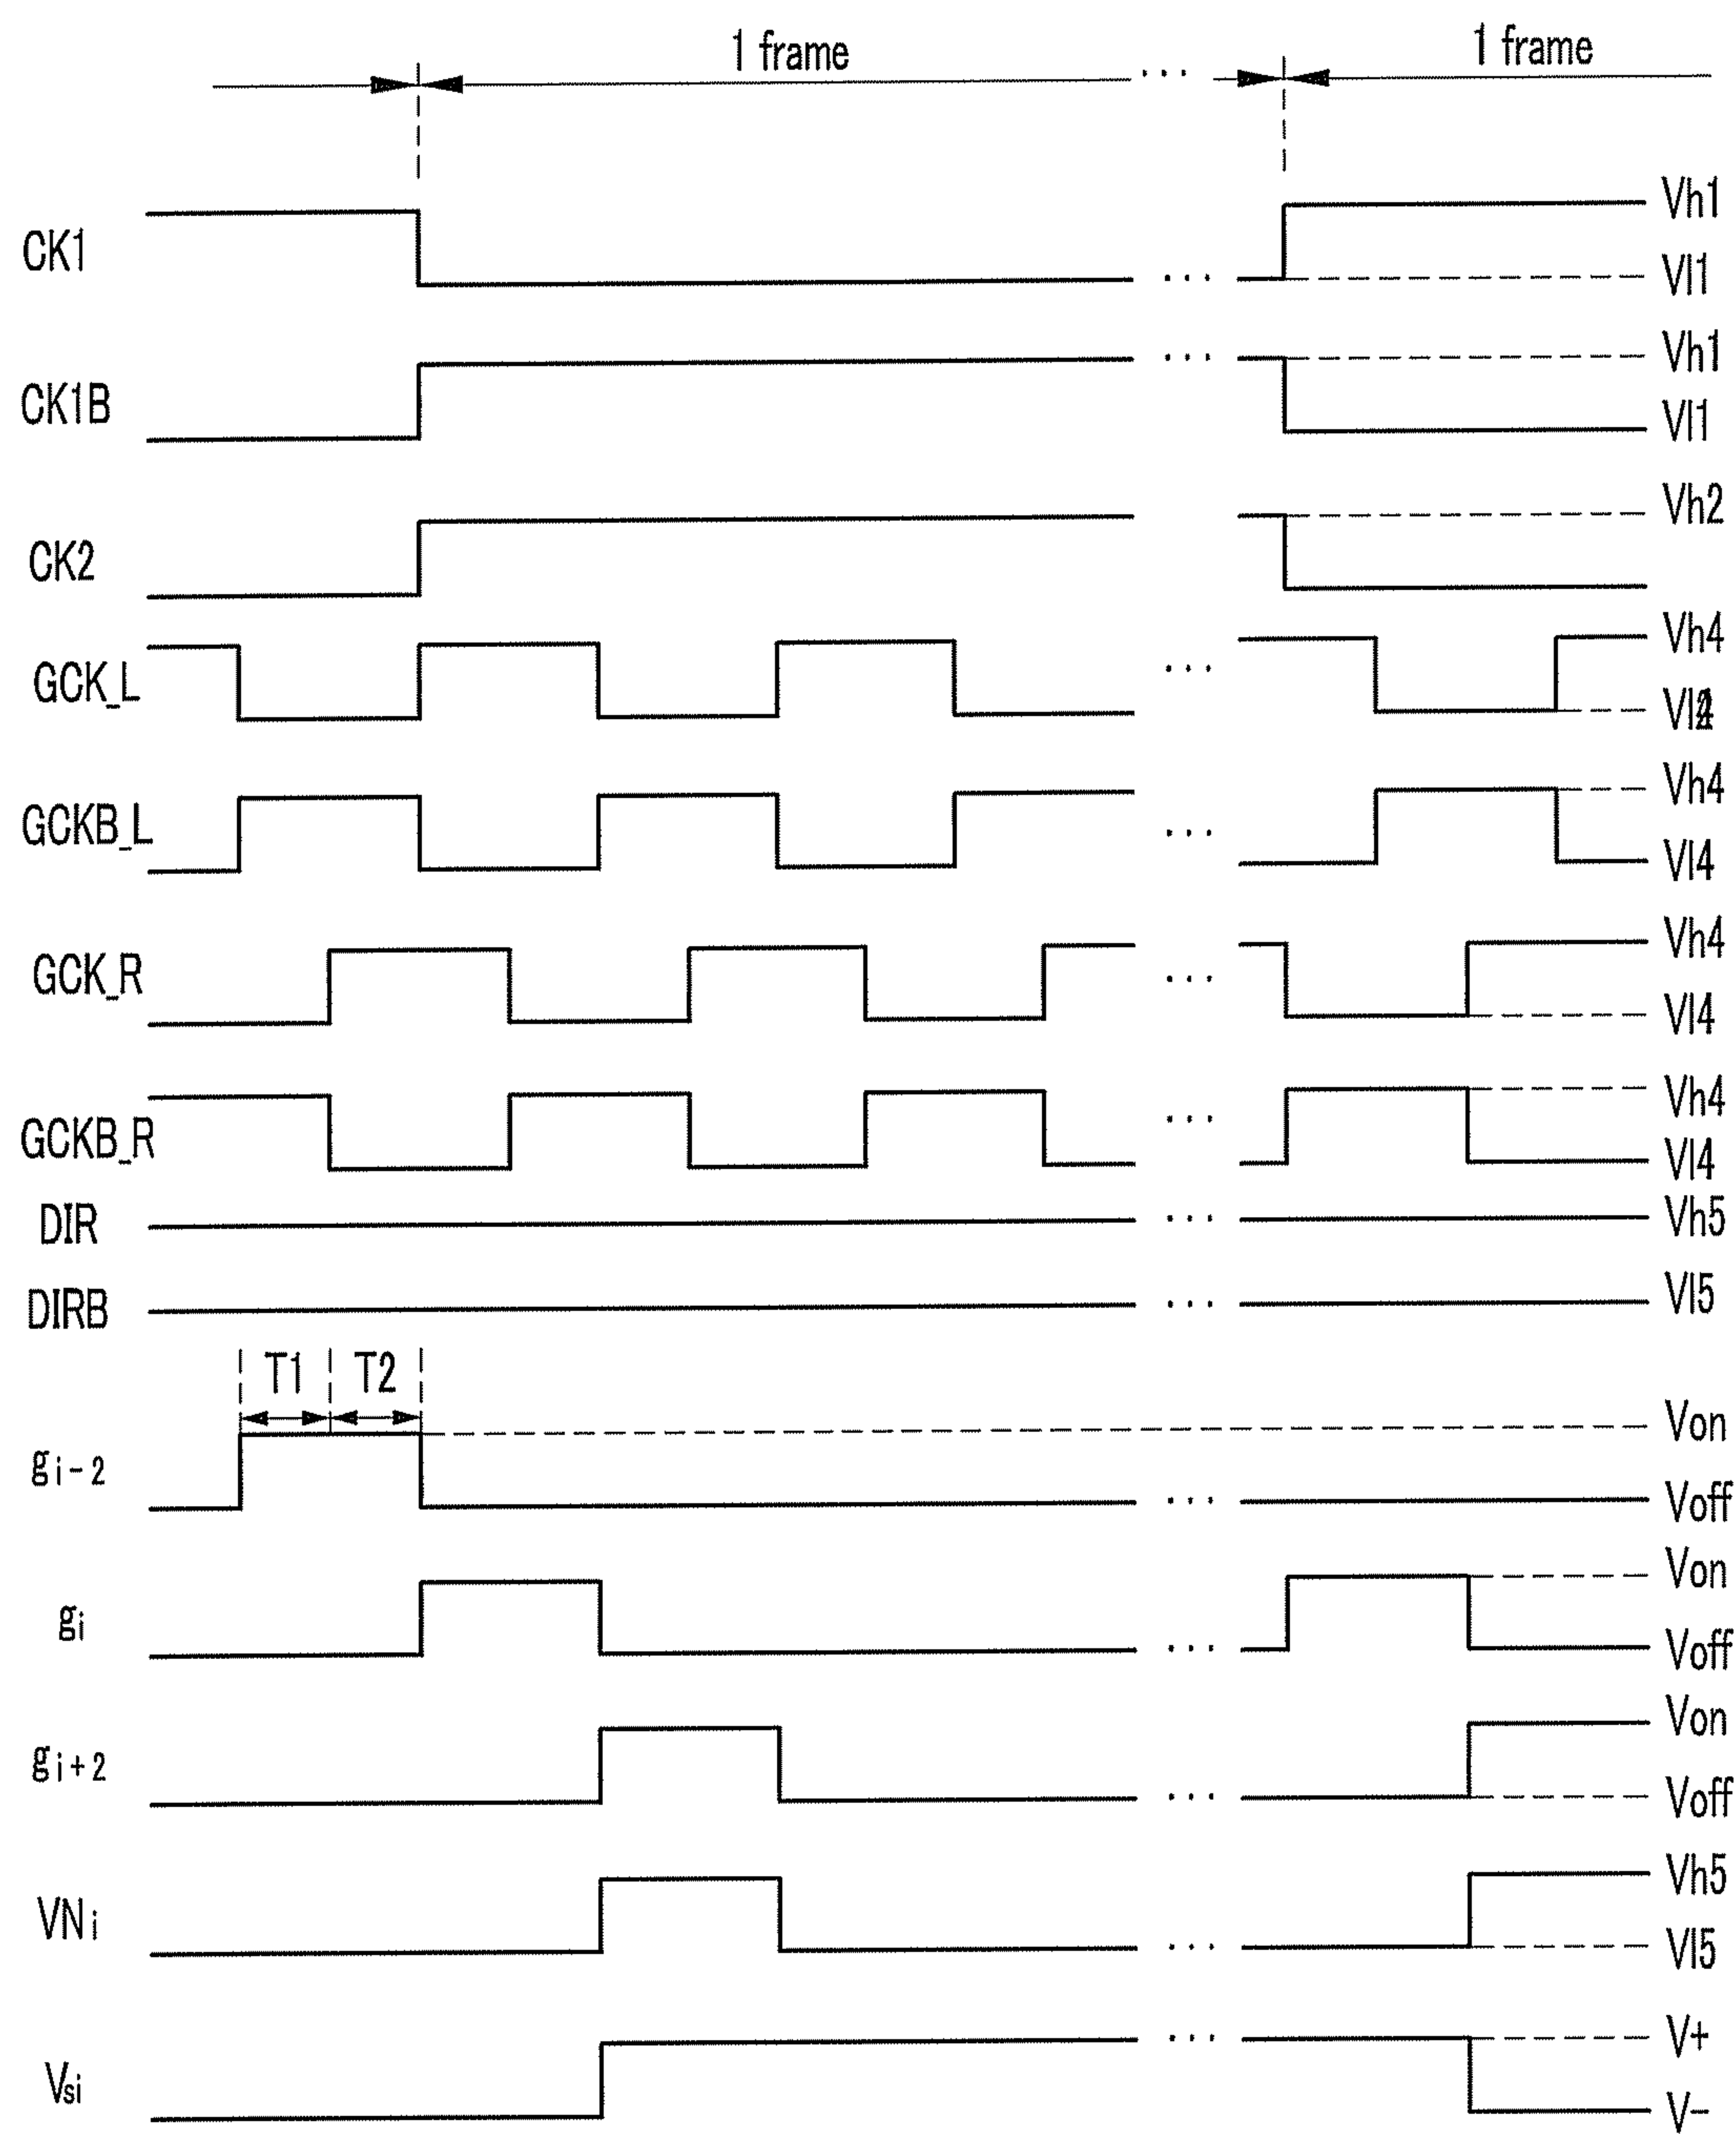 1 frame ... 1 frame
CK1 ... Vh1
Vl1
CK1B ... Vh1
Vl1
CK2 Vh2
GCK_L ... Vh4
GCKB_L ... Vh4
Vl4
GCK_R ... Vh4
Vl4
GCKB_R ... Vh4
Vl4
DIR ... Vh5
DIRB ... Vl5
T1 T2
gi-2 ... Von
Voff
gi ... Von
Voff
gi+2 ... Von
Voff
VNi ... Vh5
Vl5
Vsi ... V+
V-